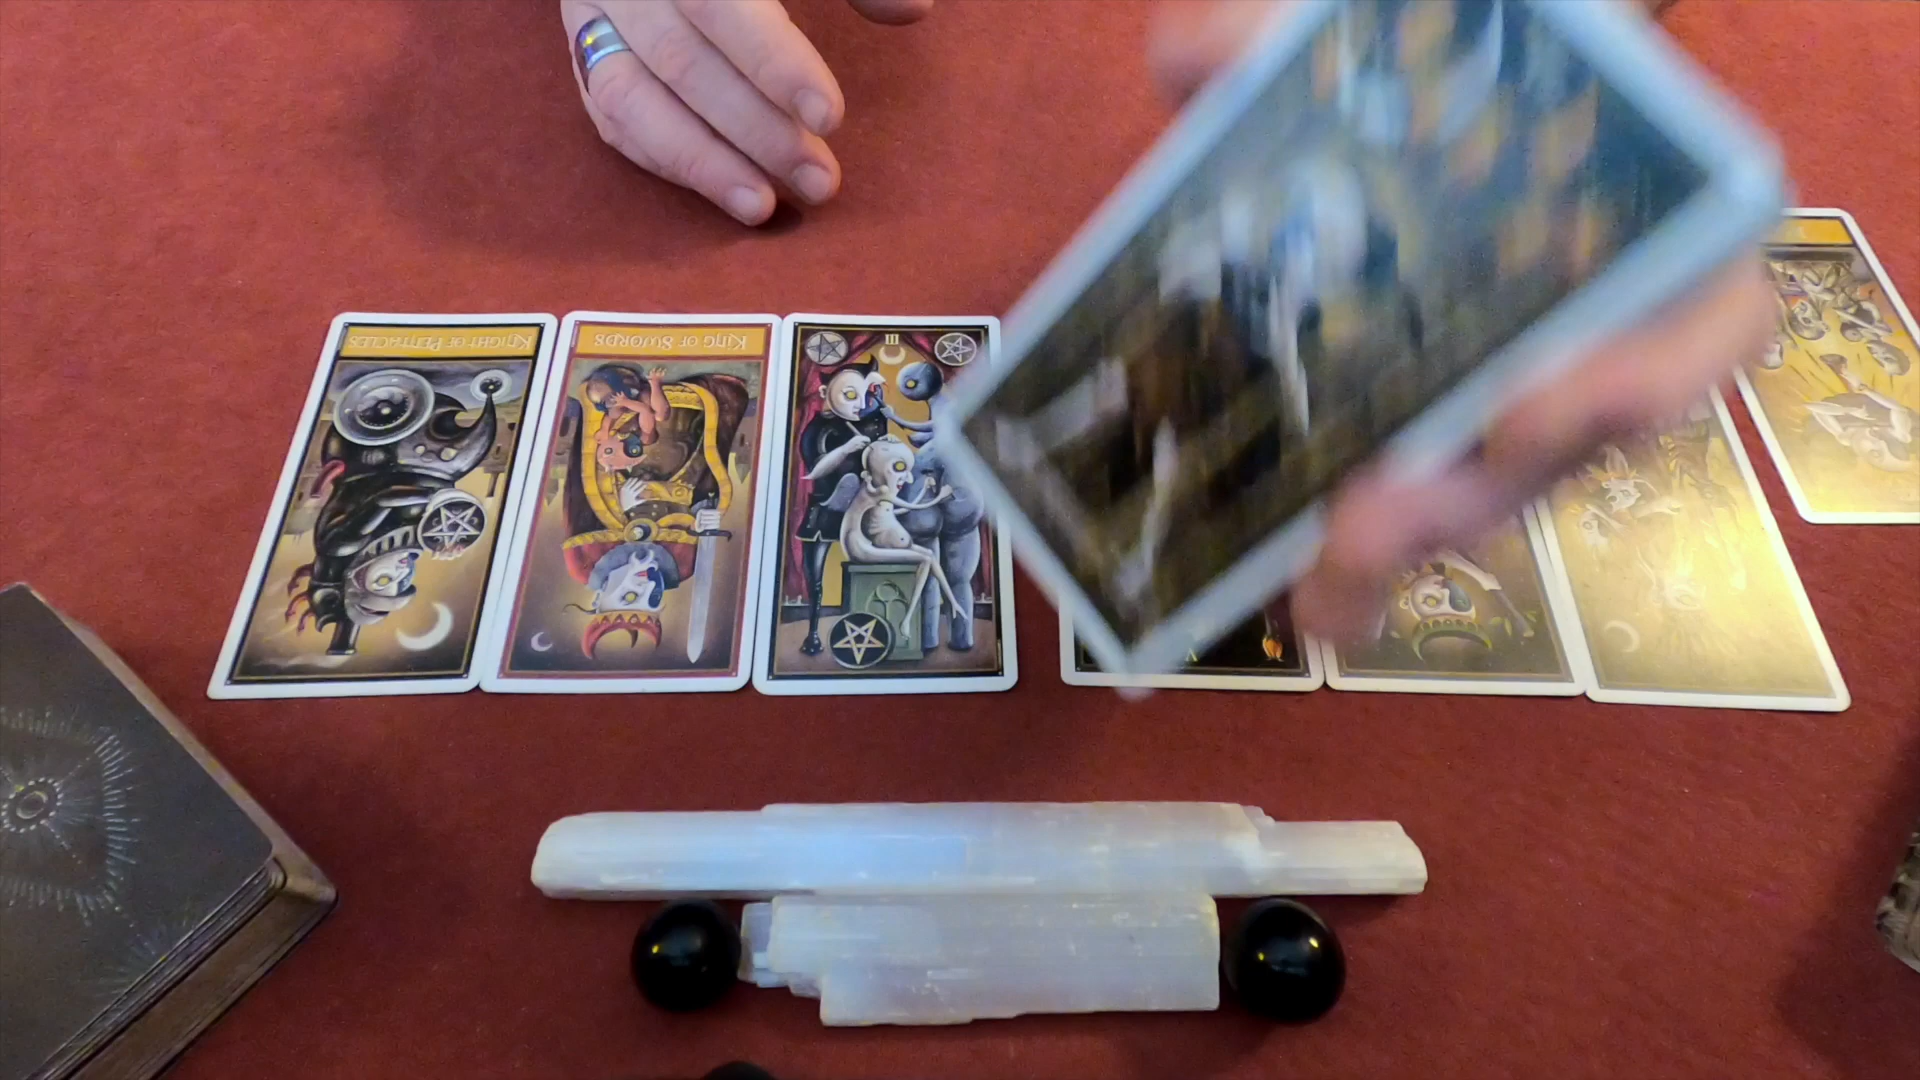 KNIGHT OF PENTACLES
KING OF SWORDS
III
V